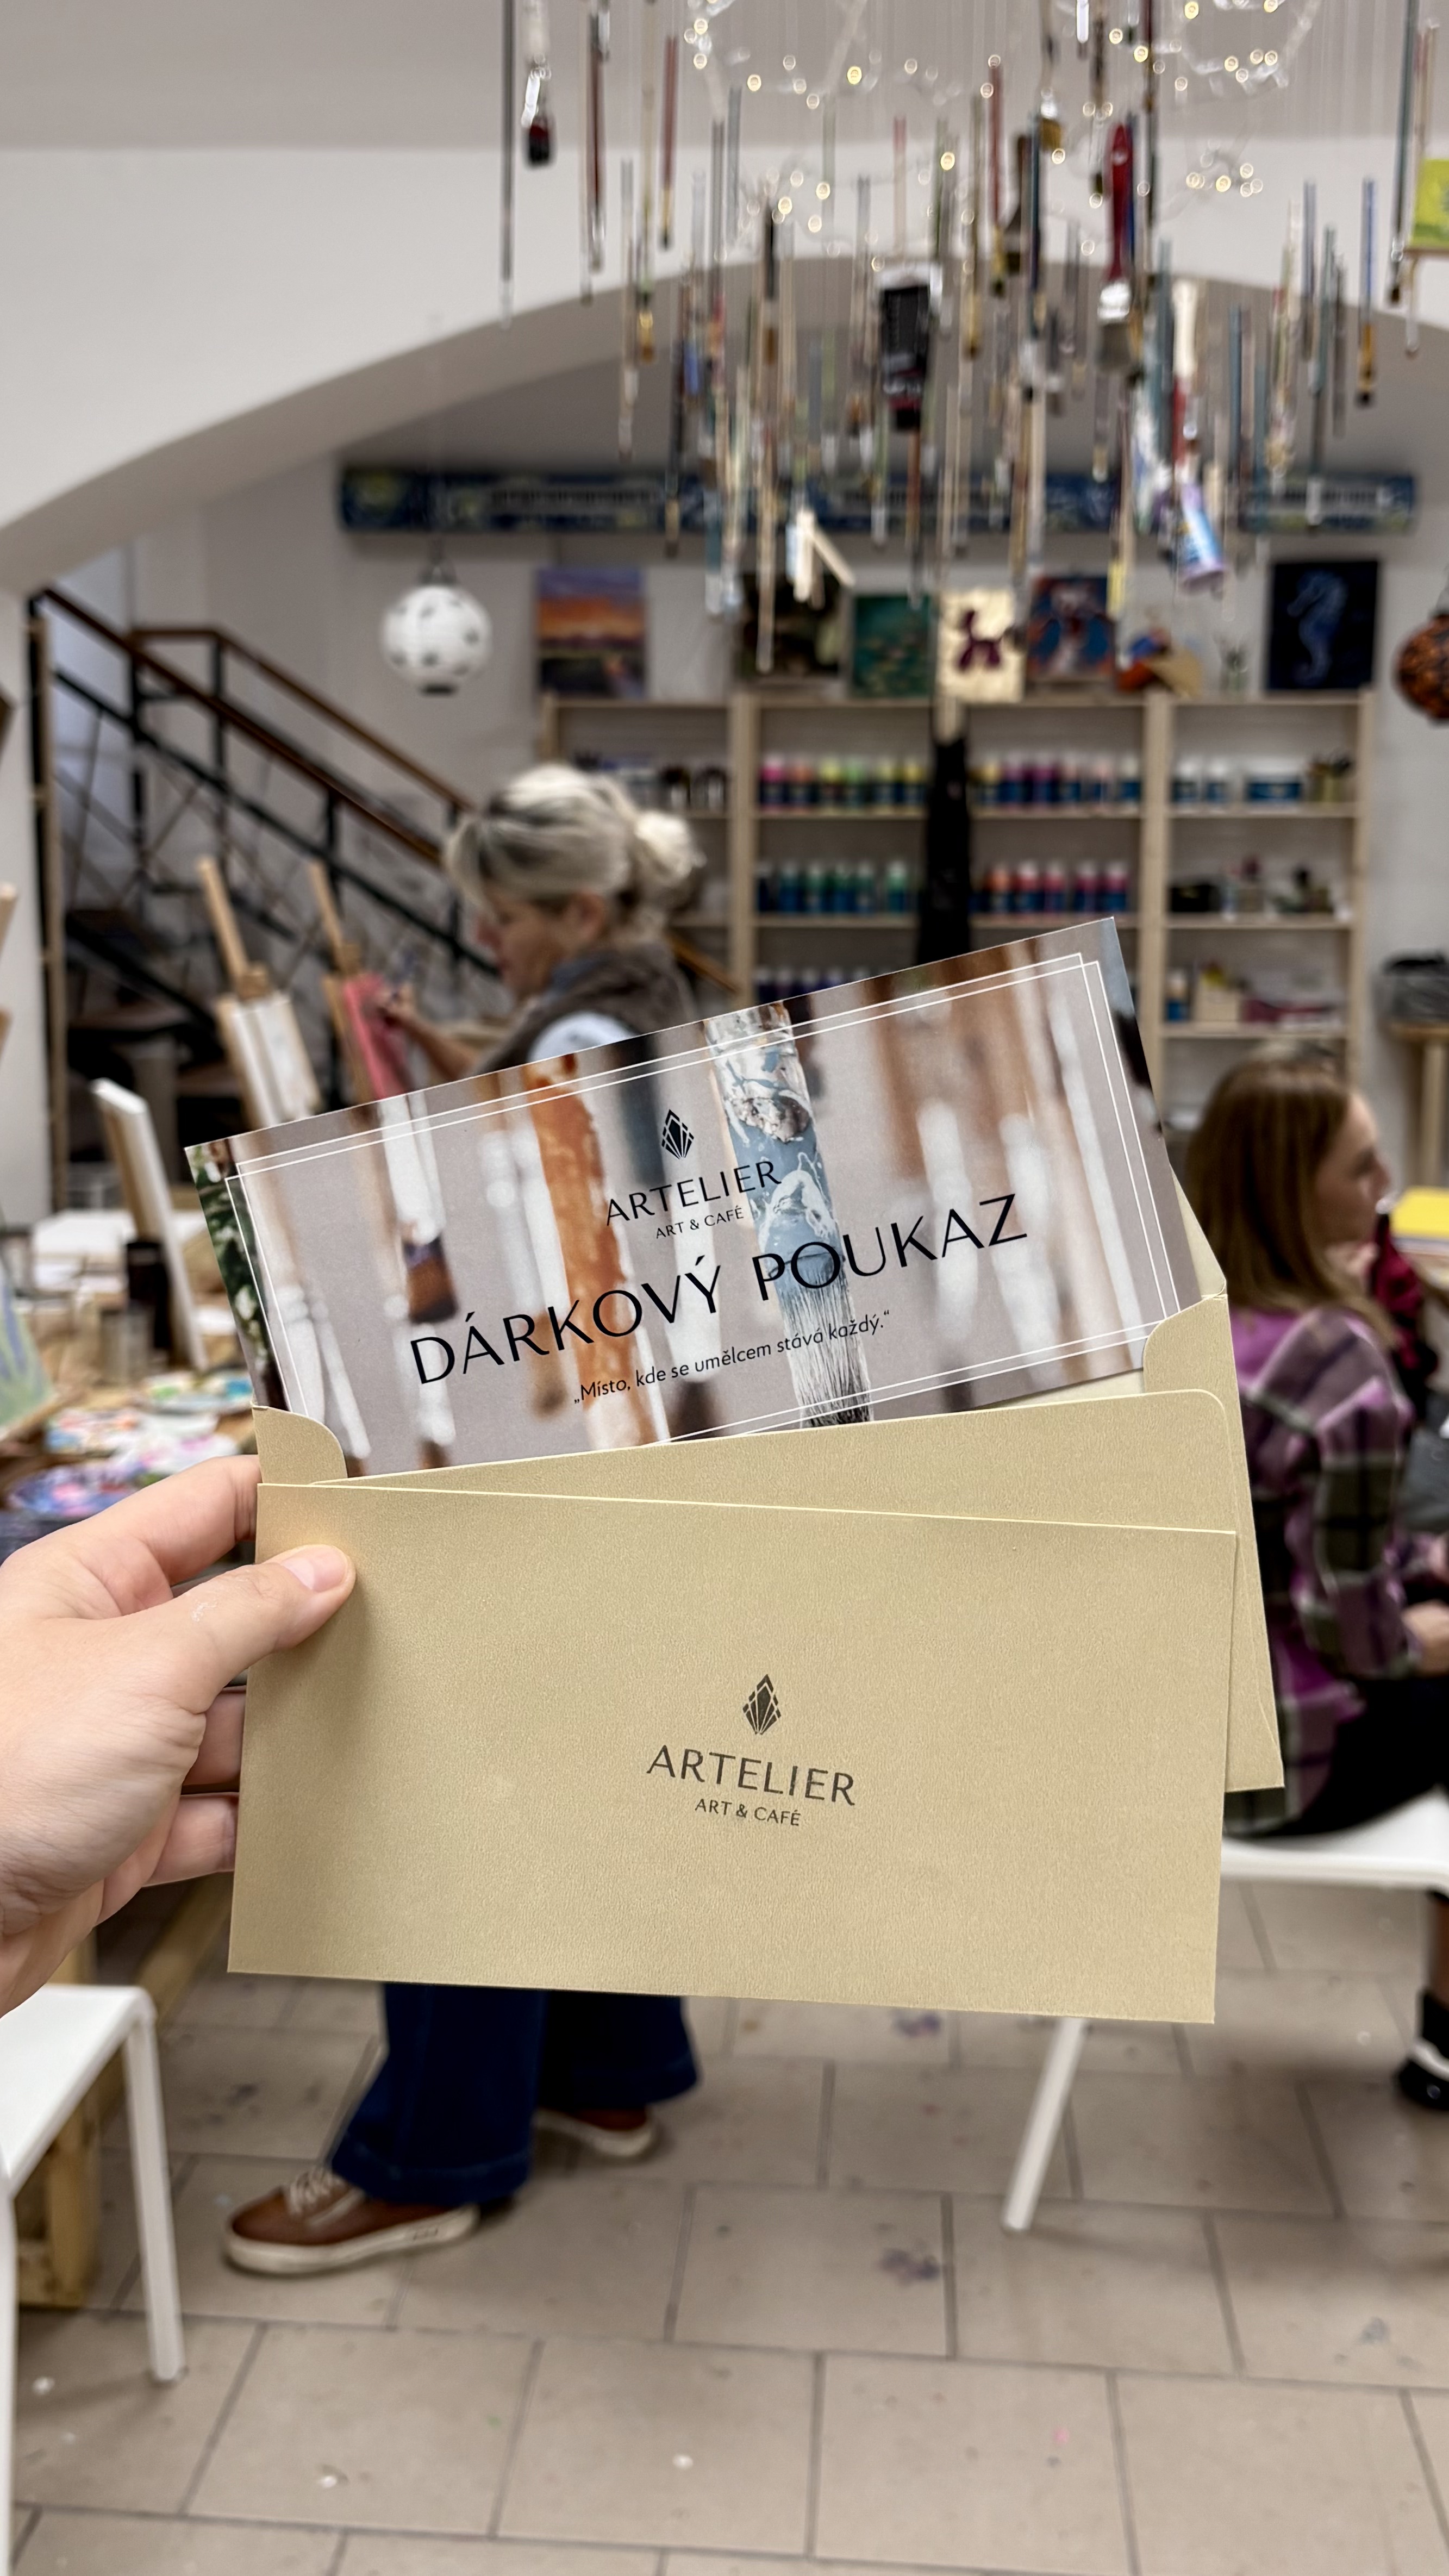 ARTELIER
ART & CAFÉ
DÁRKOVÝ POUKAZ
„Místo, kde se umělcem stává každý.“
ARTELIER
ART & CAFÉ